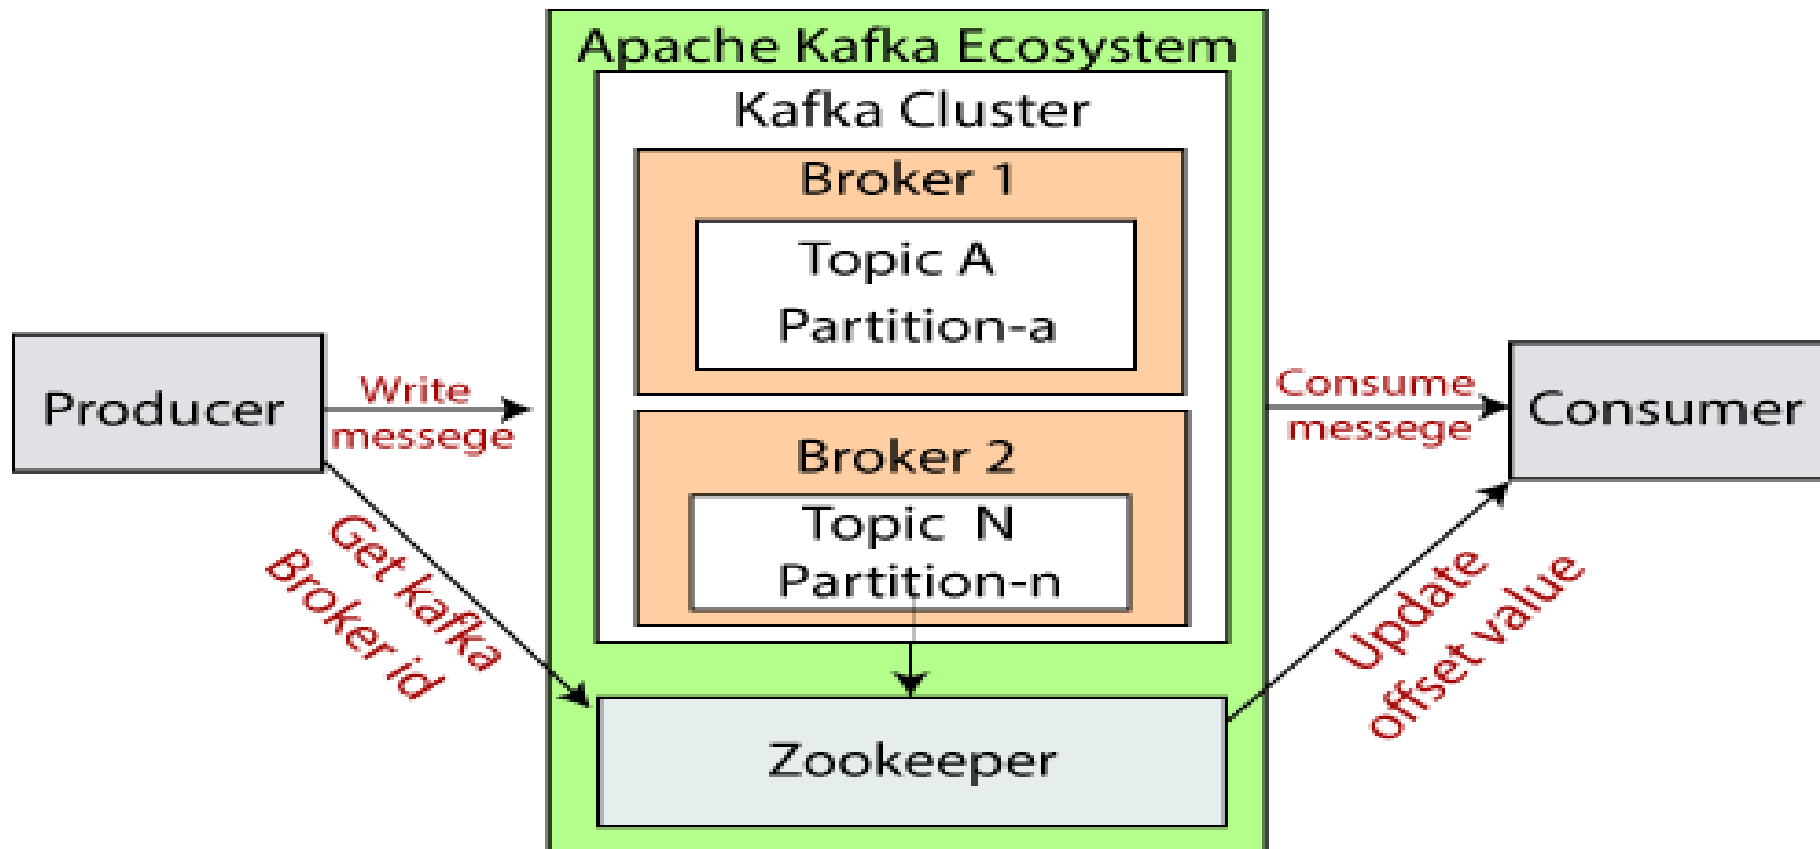 Apache Kafka Ecosystem
Kafka Cluster
Broker 1
Topic A
Partition-a
Producer
Write
messege
Consume
messege
Consumer
Broker 2
Topic N
Partition-n
Get kafka
Broker id
Update
offset value
Zookeeper